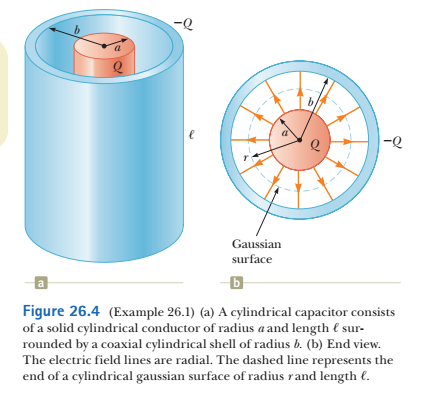 b
a
Q
−Q
ℓ
a
b
a
Q
r
−Q
Gaussian
surface
b
Figure 26.4 (Example 26.1) (a) A cylindrical capacitor consists
of a solid cylindrical conductor of radius a and length ℓ sur-
rounded by a coaxial cylindrical shell of radius b. (b) End view.
The electric field lines are radial. The dashed line represents the
end of a cylindrical gaussian surface of radius r and length ℓ.